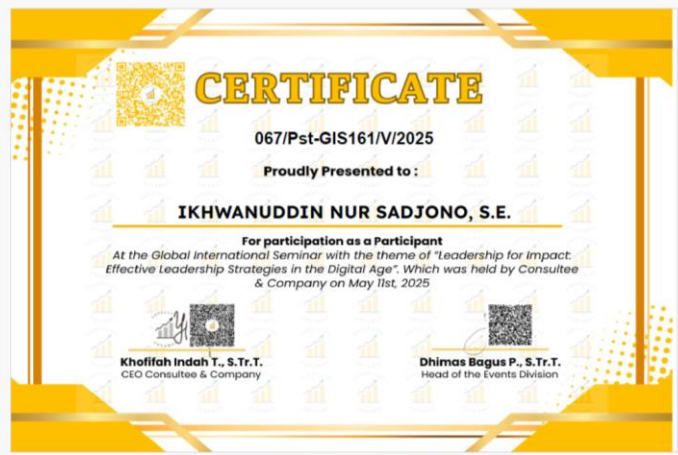 CERTIFICATE
067/Pst-GIS161/V/2025
Proudly Presented to :
IKHWANUDDIN NUR SADJONO, S.E.
For participation as a Participant
At the Global International Seminar with the theme of "Leadership for Impact:
Effective Leadership Strategies in the Digital Age". Which was held by Consultee
& Company on May 11st, 2025
Khofifah Indah T., S.Tr.T.
CEO Consultee & Company
Dhimas Bagus P., S.Tr.T.
Head of the Events Division